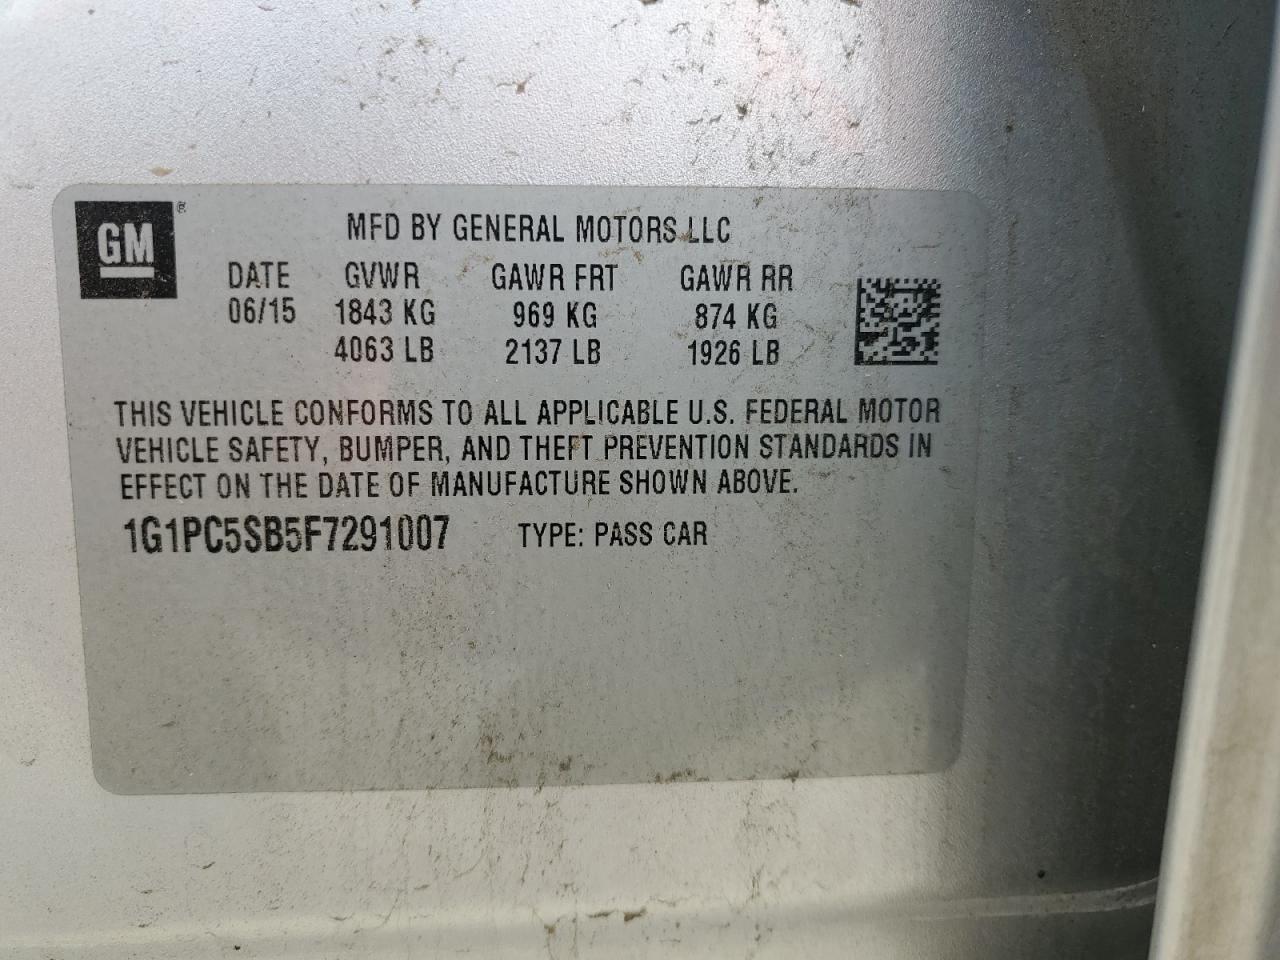 GM®
MFD BY GENERAL MOTORS LLC
DATE GVWR GAWR FRT GAWR RR
06/15 1843 KG 969 KG 874 KG
4063 LB 2137 LB 1926 LB
THIS VEHICLE CONFORMS TO ALL APPLICABLE U.S. FEDERAL MOTOR
VEHICLE SAFETY, BUMPER, AND THEFT PREVENTION STANDARDS IN
EFFECT ON THE DATE OF MANUFACTURE SHOWN ABOVE.
1G1PC5SB5F7291007 TYPE: PASS CAR